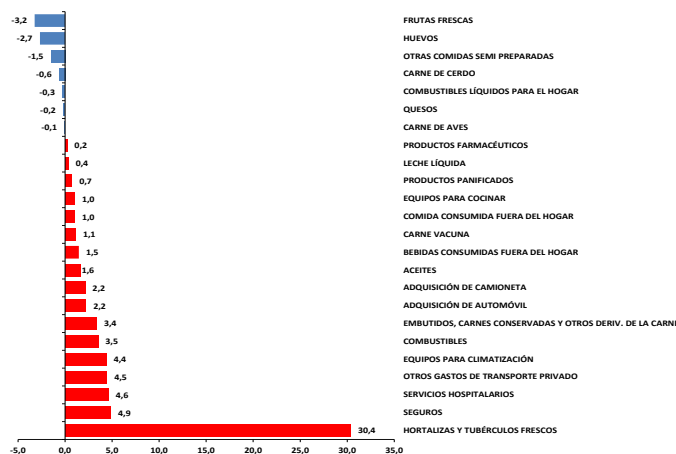 -3,2 FRUTAS FRESCAS
-2,7 HUEVOS
-1,5 OTRAS COMIDAS SEMI PREPARADAS
-0,6 CARNE DE CERDO
-0,3 COMBUSTIBLES LÍQUIDOS PARA EL HOGAR
-0,2 QUESOS
-0,1 CARNE DE AVES
0,2 PRODUCTOS FARMACÉUTICOS
0,4 LECHE LÍQUIDA
0,7 PRODUCTOS PANIFICADOS
1,0 EQUIPOS PARA COCINAR
1,0 COMIDA CONSUMIDA FUERA DEL HOGAR
1,1 CARNE VACUNA
1,5 BEBIDAS CONSUMIDAS FUERA DEL HOGAR
1,6 ACEITES
2,2 ADQUISICIÓN DE CAMIONETA
2,2 ADQUISICIÓN DE AUTOMÓVIL
3,4 EMBUTIDOS, CARNES CONSERVADAS Y OTROS DERIV. DE LA CARNE
3,5 COMBUSTIBLES
4,4 EQUIPOS PARA CLIMATIZACIÓN
4,5 OTROS GASTOS DE TRANSPORTE PRIVADO
4,6 SERVICIOS HOSPITALARIOS
4,9 SEGUROS
30,4 HORTALIZAS Y TUBÉRCULOS FRESCOS
-5,0 0,0 5,0 10,0 15,0 20,0 25,0 30,0 35,0